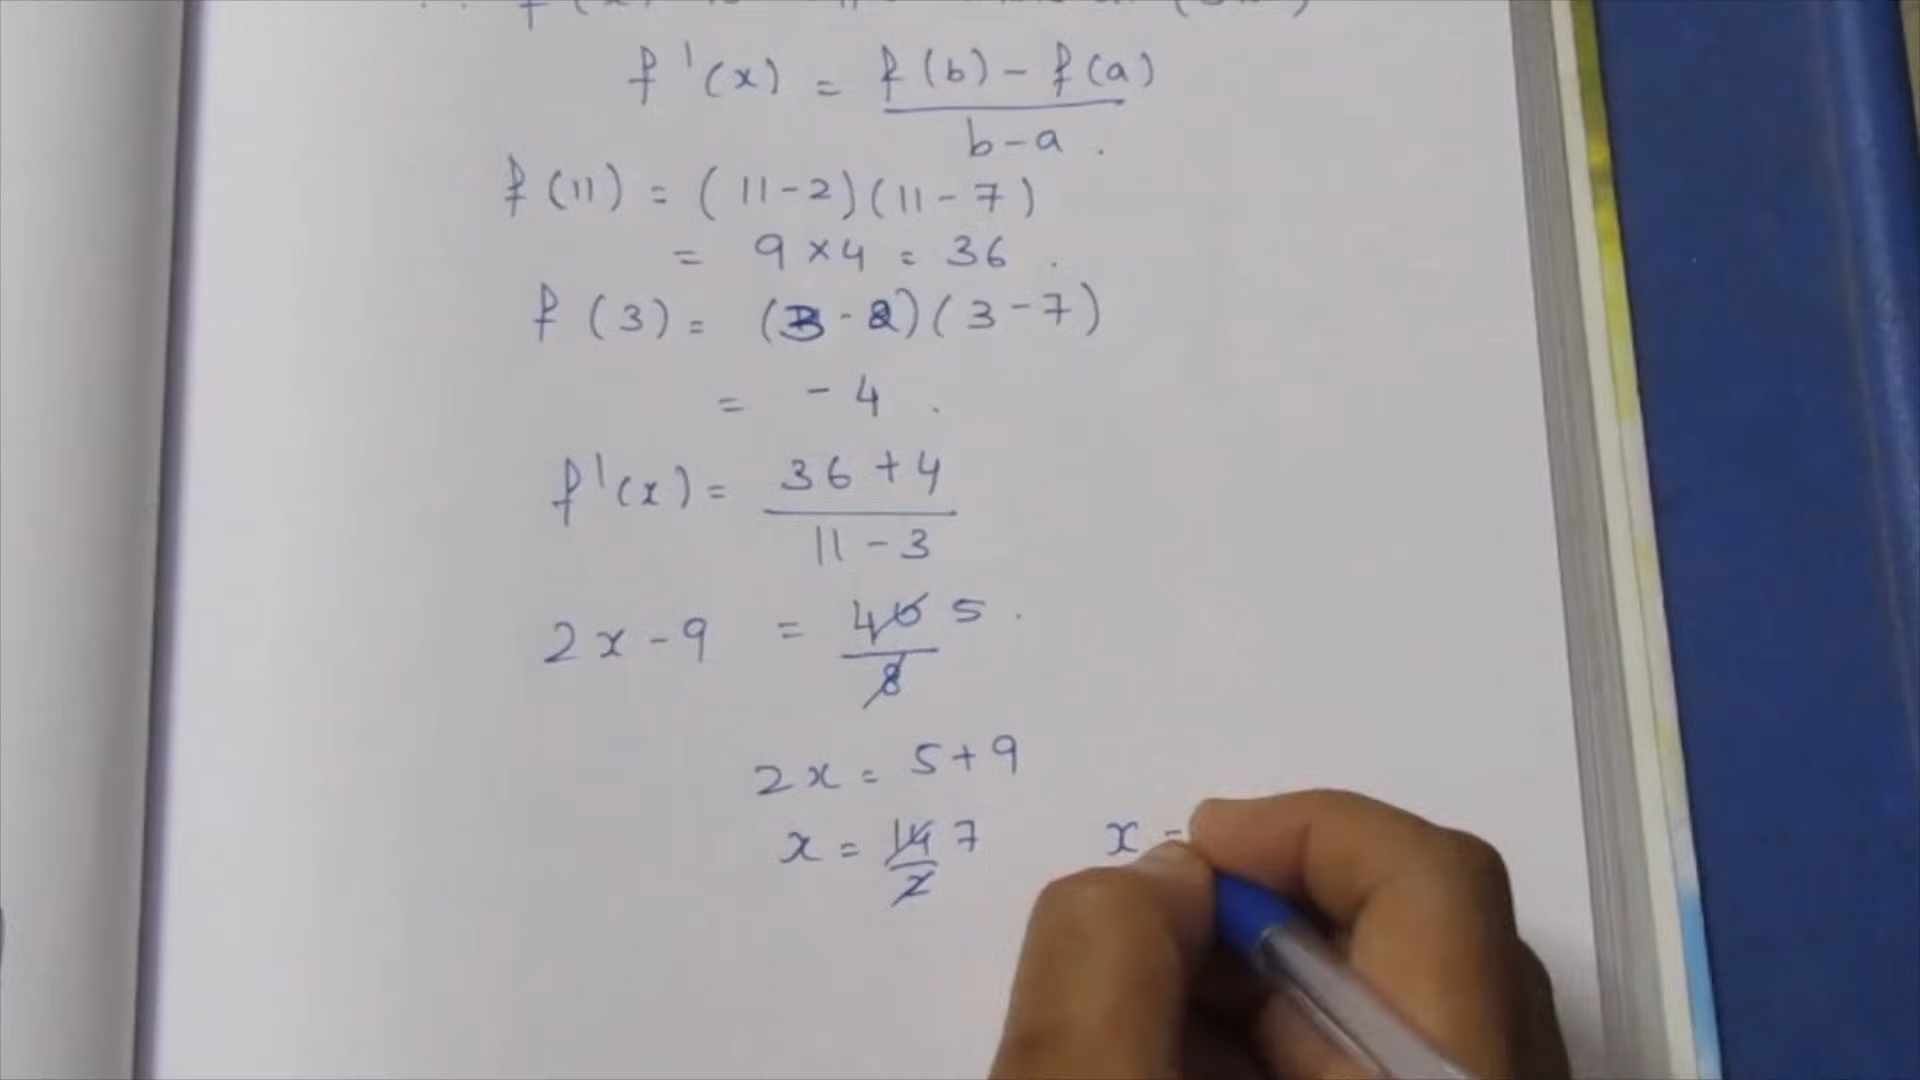 f'(x) = f(b) - f(a)
b - a .
f(11) = (11-2)(11-7)
= 9 × 4 = 36 .
f(3) = (3-2)(3-7)
= -4 .
f'(x) = 36 + 4
11 - 3
2x - 9 = 40 5 .
8
2x = 5 + 9
x = 14 7 x =
2